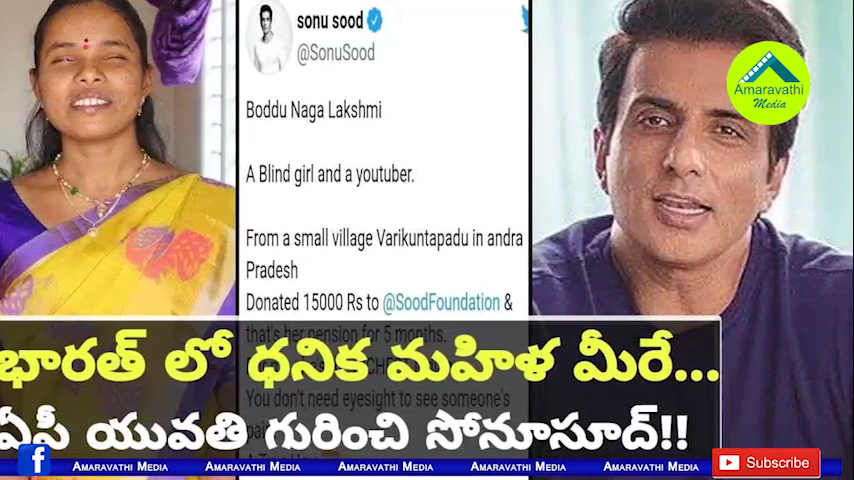 sonu sood
@SonuSood
Boddu Naga Lakshmi
A Blind girl and a youtuber.
From a small village Varikuntapadu in andra
Pradesh
Donated 15000 Rs to @SoodFoundation &
that's her pension for 5 months.
You don't need eyesight to see someone's
Amaravathi
Media
భారత్ లో ధనిక మహిళ మీరే...
ఏపీ యువతి గురించి సోనూసూద్!!
f
AMARAVATHI MEDIA AMARAVATHI MEDIA AMARAVATHI MEDIA AMARAVATHI MEDIA AMARAVATHI MEDIA
Subscribe